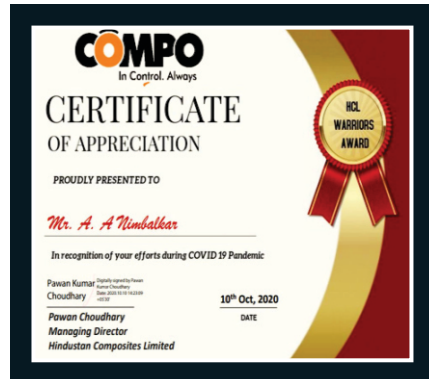 COMPO
In Control. Always
CERTIFICATE
OF APPRECIATION
HCL
WARRIORS
AWARD
PROUDLY PRESENTED TO
Mr. A. A Nimbalkar
In recognition of your efforts during COVID 19 Pandemic
Pawan Kumar
Choudhary
Digitally signed by Pawan
Kumar Choudhary
10th Oct, 2020
DATE
Pawan Choudhary
Managing Director
Hindustan Composites Limited